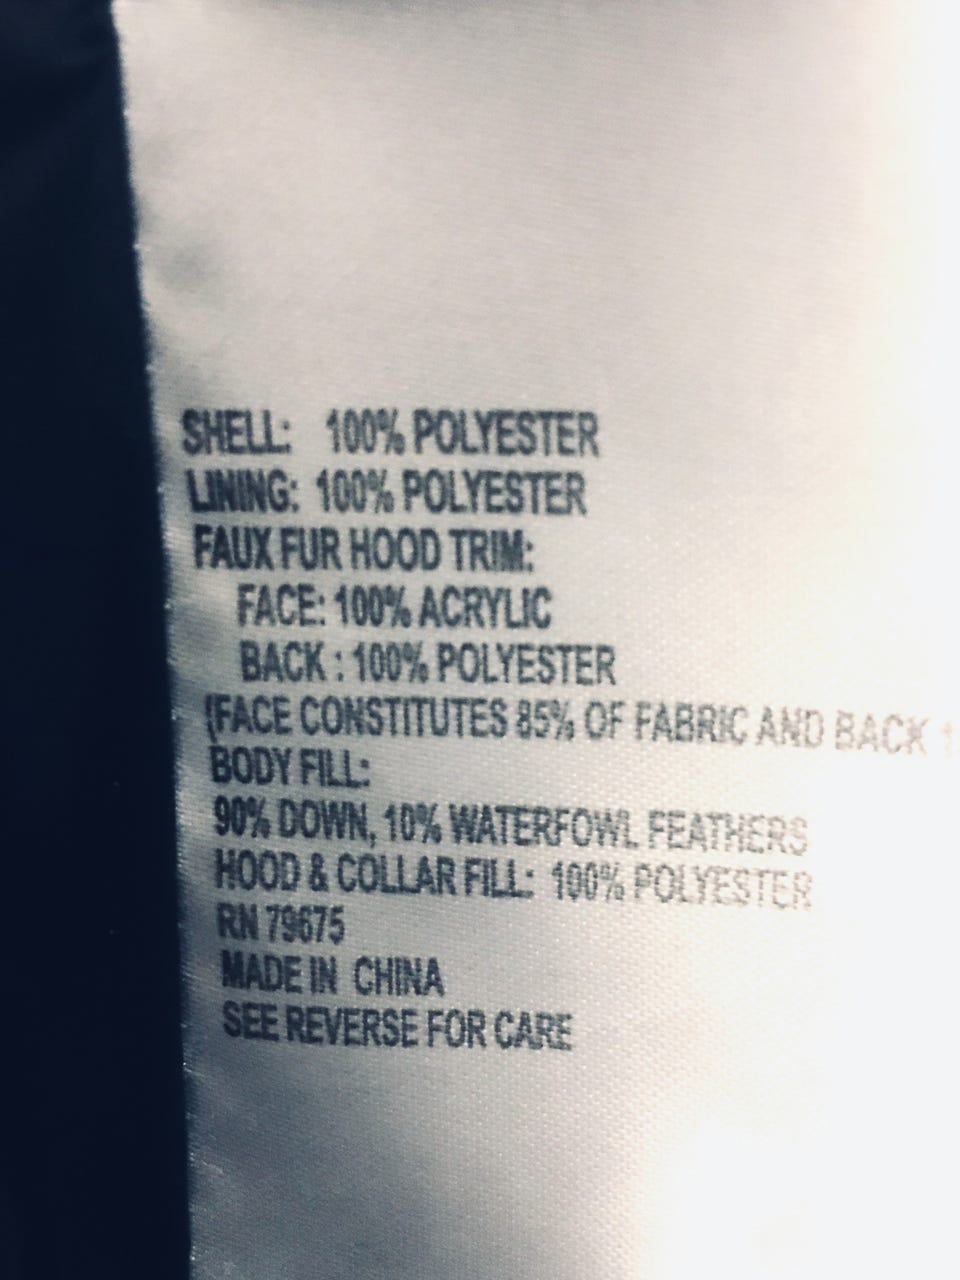 SHELL: 100% POLYESTER
LINING: 100% POLYESTER
FAUX FUR HOOD TRIM:
FACE: 100% ACRYLIC
BACK : 100% POLYESTER
(FACE CONSTITUTES 85% OF FABRIC AND BACK
BODY FILL:
90% DOWN, 10% WATERFOWL FEATHERS
HOOD & COLLAR FILL: 100% POLYESTER
RN 79675
MADE IN CHINA
SEE REVERSE FOR CARE